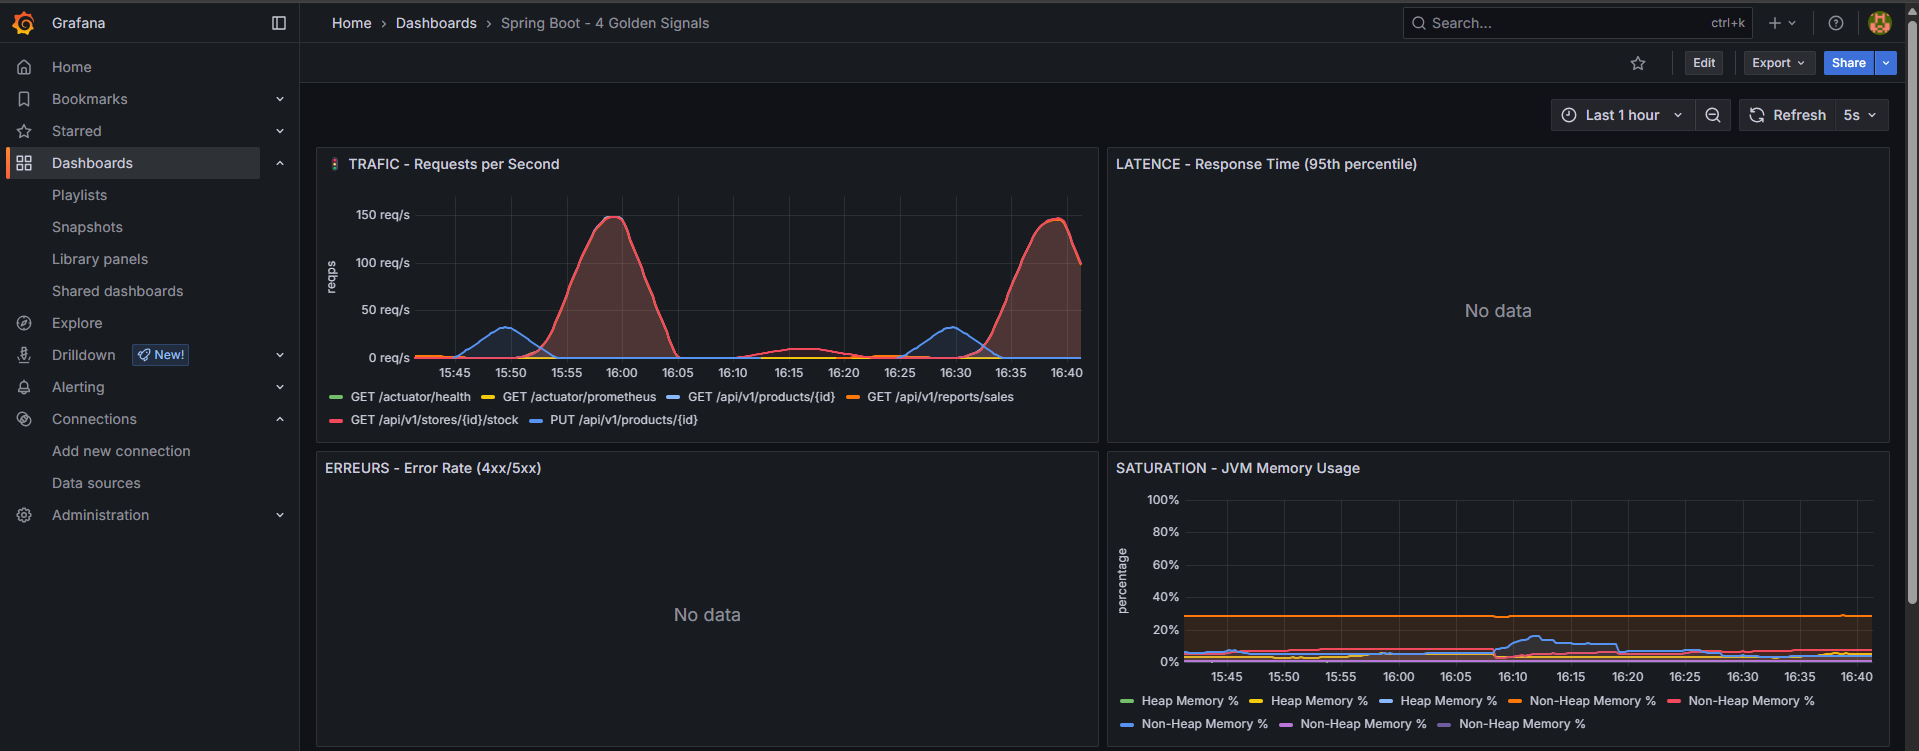 Grafana
Home › Dashboards › Spring Boot - 4 Golden Signals
Search... ctrl+k
Home
Bookmarks
Starred
Dashboards
Playlists
Snapshots
Library panels
Shared dashboards
Explore
Drilldown New!
Alerting
Connections
Add new connection
Data sources
Administration
Edit Export Share
Last 1 hour Refresh 5s
TRAFIC - Requests per Second
reqps
150 req/s
100 req/s
50 req/s
0 req/s
15:45 15:50 15:55 16:00 16:05 16:10 16:15 16:20 16:25 16:30 16:35 16:40
GET /actuator/health GET /actuator/prometheus GET /api/v1/products/{id} GET /api/v1/reports/sales
GET /api/v1/stores/{id}/stock PUT /api/v1/products/{id}
LATENCE - Response Time (95th percentile)
No data
ERREURS - Error Rate (4xx/5xx)
No data
SATURATION - JVM Memory Usage
percentage
100%
80%
60%
40%
20%
0%
15:45 15:50 15:55 16:00 16:05 16:10 16:15 16:20 16:25 16:30 16:35 16:40
Heap Memory % Heap Memory % Heap Memory % Non-Heap Memory % Non-Heap Memory %
Non-Heap Memory % Non-Heap Memory % Non-Heap Memory %